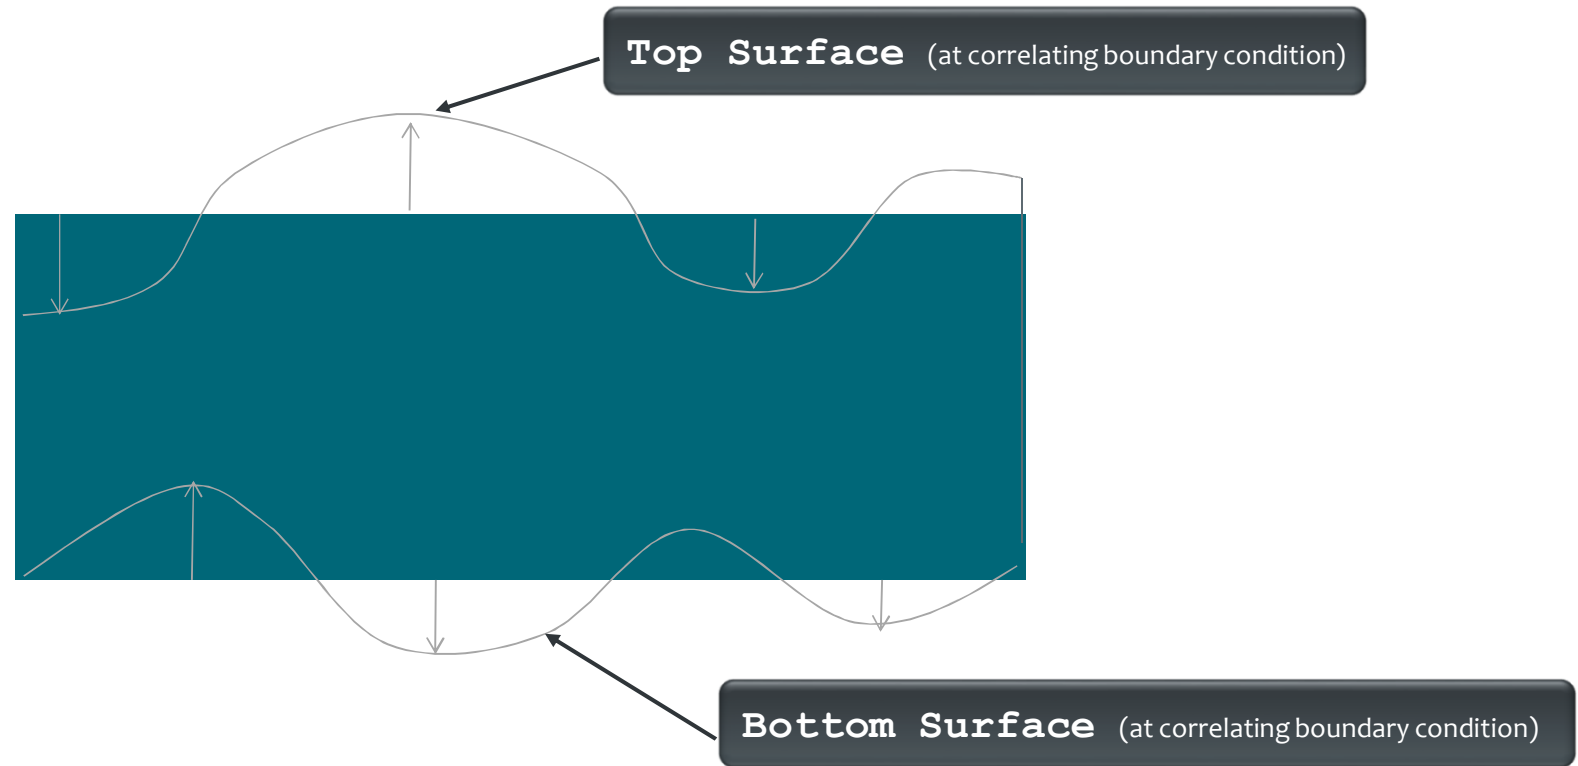 Top Surface (at correlating boundary condition)
Bottom Surface (at correlating boundary condition)